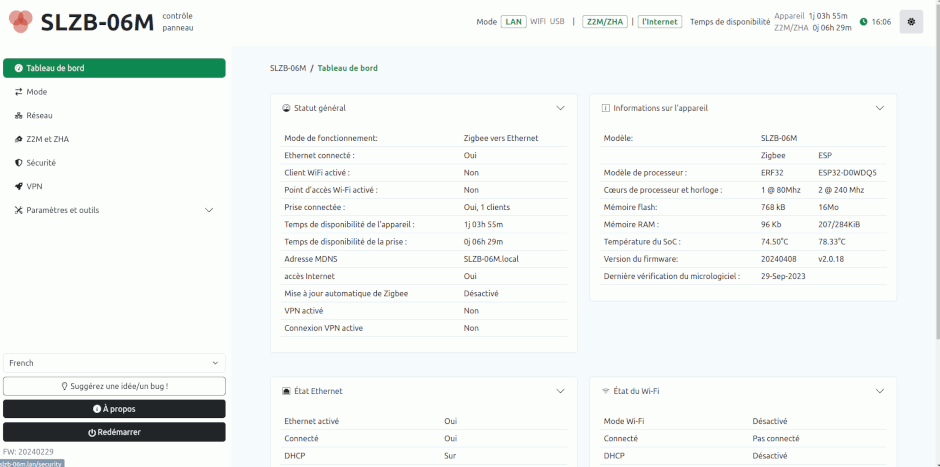 SLZB-06M contrôle panneau
Mode LAN WIFI USB | Z2M/ZHA | l'Internet Temps de disponibilité Appareil 1j 03h 55m Z2M/ZHA 0j 06h 29m 16:06
Tableau de bord
Mode
Réseau
Z2M et ZHA
Sécurité
VPN
Paramètres et outils
French
Suggérez une idée/un bug !
À propos
Redémarrer
FW: 20240229
slzb-06m.lan/security
SLZB-06M / Tableau de bord
Statut général
Mode de fonctionnement: Zigbee vers Ethernet
Ethernet connecté : Oui
Client WiFi activé : Non
Point d'accès Wi-Fi activé : Non
Prise connectée : Oui, 1 clients
Temps de disponibilité de l'appareil : 1j 03h 55m
Temps de disponibilité de la prise : 0j 06h 29m
Adresse MDNS SLZB-06M.local
accès Internet Oui
Mise à jour automatique de Zigbee Désactivé
VPN activé Non
Connexion VPN active Non
Informations sur l'appareil
Modèle: SLZB-06M
Zigbee ESP
Modèle de processeur : ERF32 ESP32-D0WDQ5
Cœurs de processeur et horloge : 1 @ 80Mhz 2 @ 240 Mhz
Mémoire flash: 768 kB 16Mo
Mémoire RAM : 96 Kb 207/284KiB
Température du SoC : 74.50°C 78.33°C
Version du firmware: 20240408 v2.0.18
Dernière vérification du micrologiciel : 29-Sep-2023
État Ethernet
Ethernet activé Oui
Connecté Oui
DHCP Sur
État du Wi-Fi
Mode Wi-Fi Désactivé
Connecté Pas connecté
DHCP Désactivé